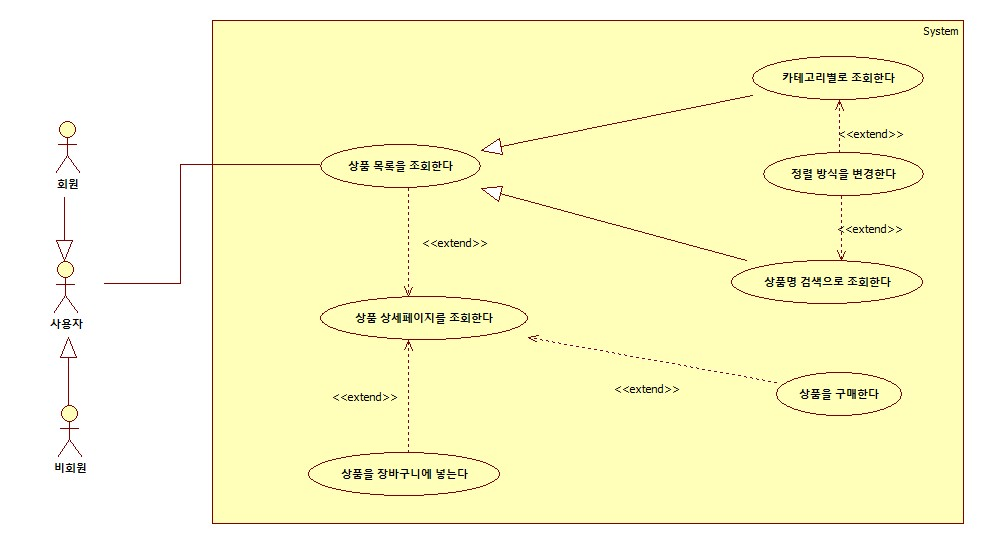 System
카테고리별로 조회한다
<<extend>>
회원
상품 목록을 조회한다
정렬 방식을 변경한다
<<extend>>
<<extend>>
상품명 검색으로 조회한다
사용자
상품 상세페이지를 조회한다
<<extend>>
<<extend>>
상품을 구매한다
비회원
상품을 장바구니에 넣는다